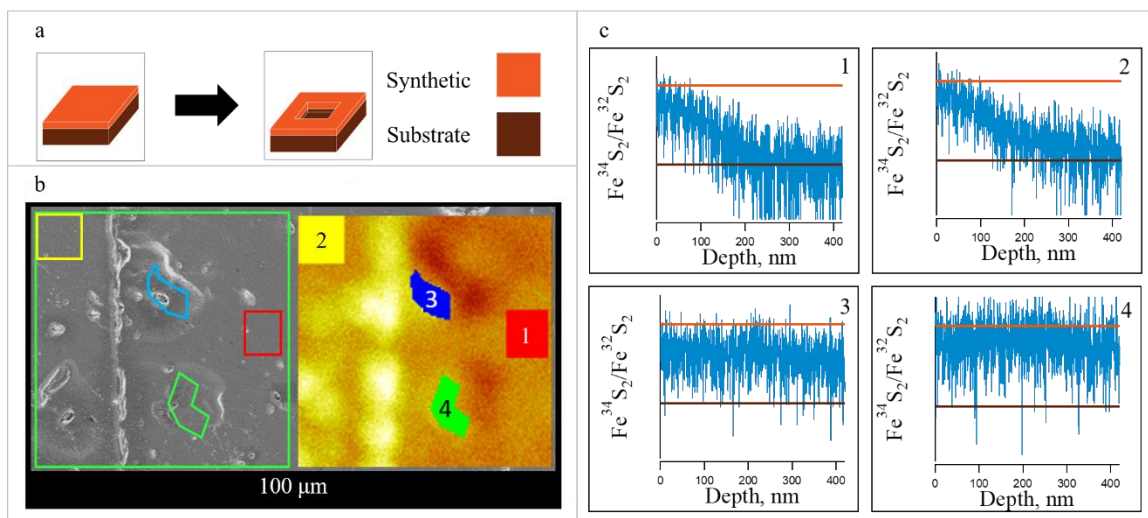 a
Synthetic
Substrate
b
2
3
1
4
100 µm
c
1
Fe³⁴S₂/Fe³²S₂
0 100 200 300 400
Depth, nm
2
Fe³⁴S₂/Fe³²S₂
0 100 200 300 400
Depth, nm
3
Fe³⁴S₂/Fe³²S₂
0 100 200 300 400
Depth, nm
4
Fe³⁴S₂/Fe³²S₂
0 100 200 300 400
Depth, nm